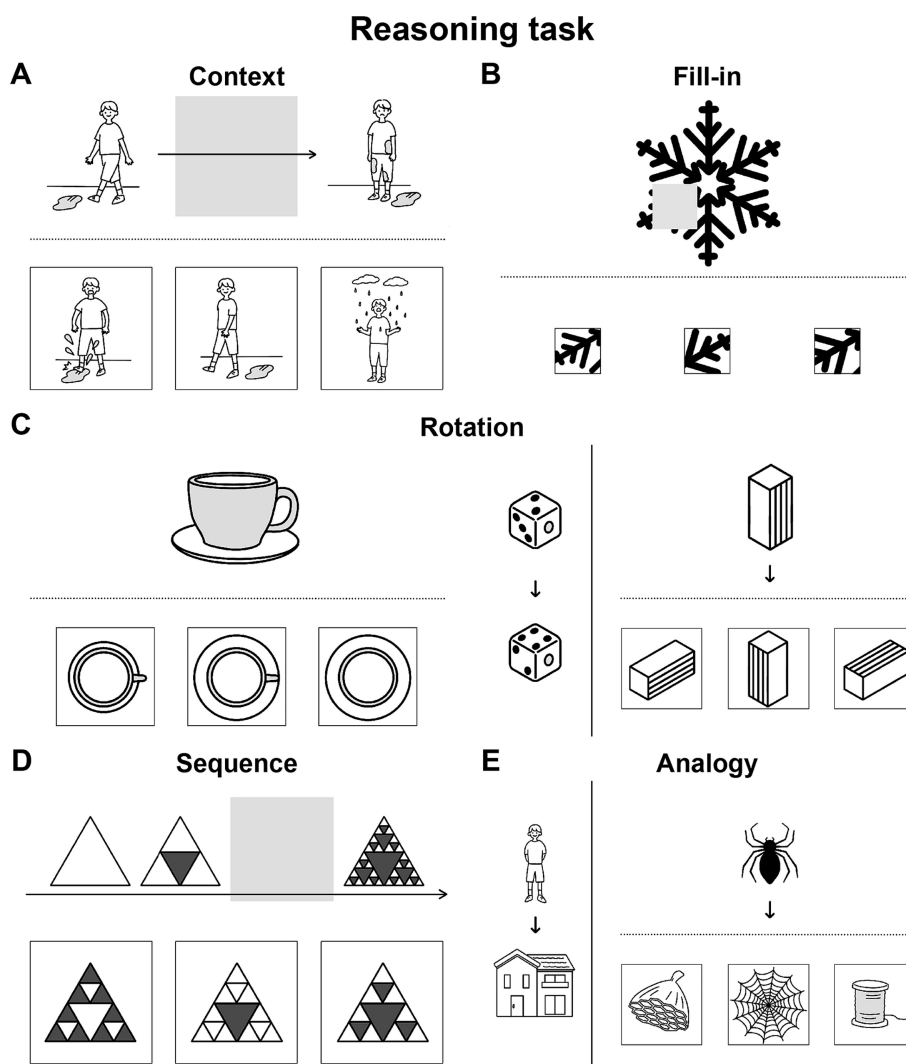 Reasoning task
A
Context
B
Fill-in
C
Rotation
D
Sequence
E
Analogy